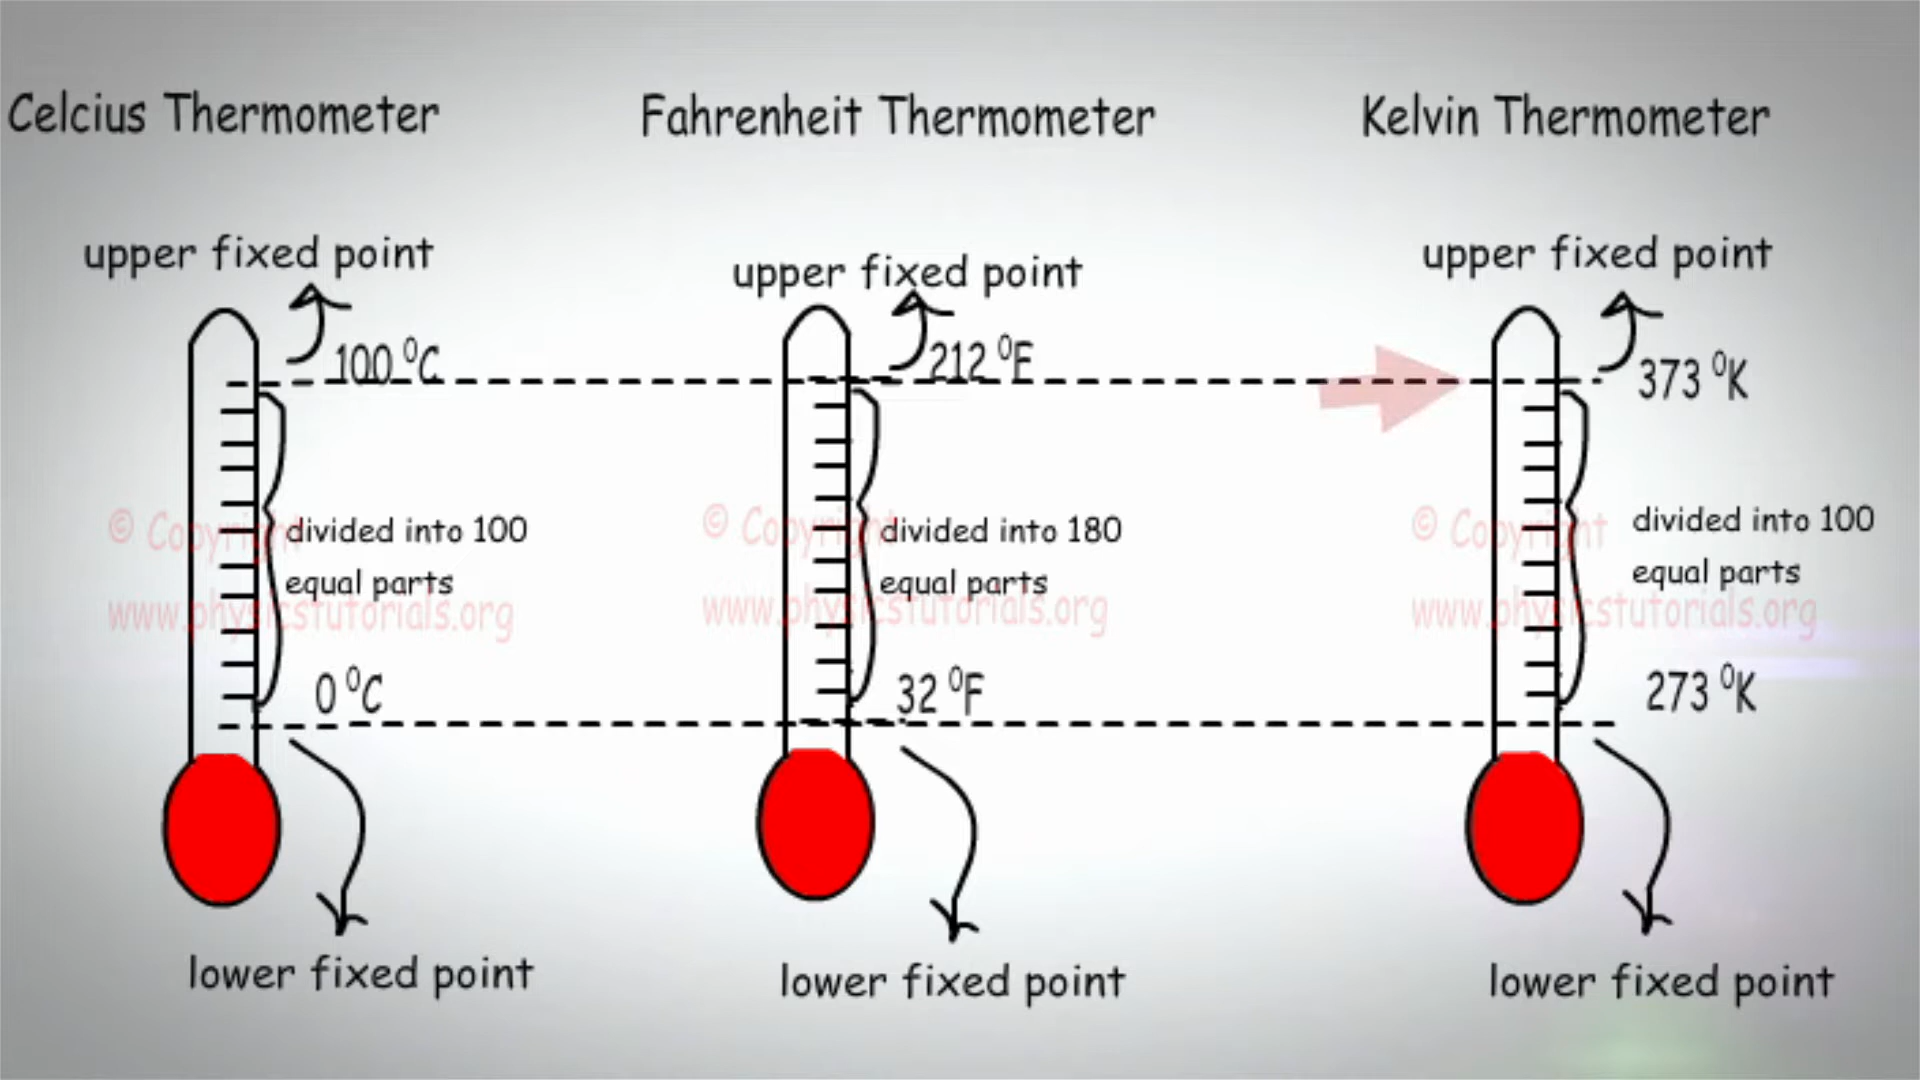 Celcius Thermometer
Fahrenheit Thermometer
Kelvin Thermometer
upper fixed point
upper fixed point
upper fixed point
100 ⁰C
212 ⁰F
373 ⁰K
© Copyright
www.physicstutorials.org
divided into 100
equal parts
© Copyright
www.physicstutorials.org
divided into 180
equal parts
© Copyright
www.physicstutorials.org
divided into 100
equal parts
0 ⁰C
32 ⁰F
273 ⁰K
lower fixed point
lower fixed point
lower fixed point